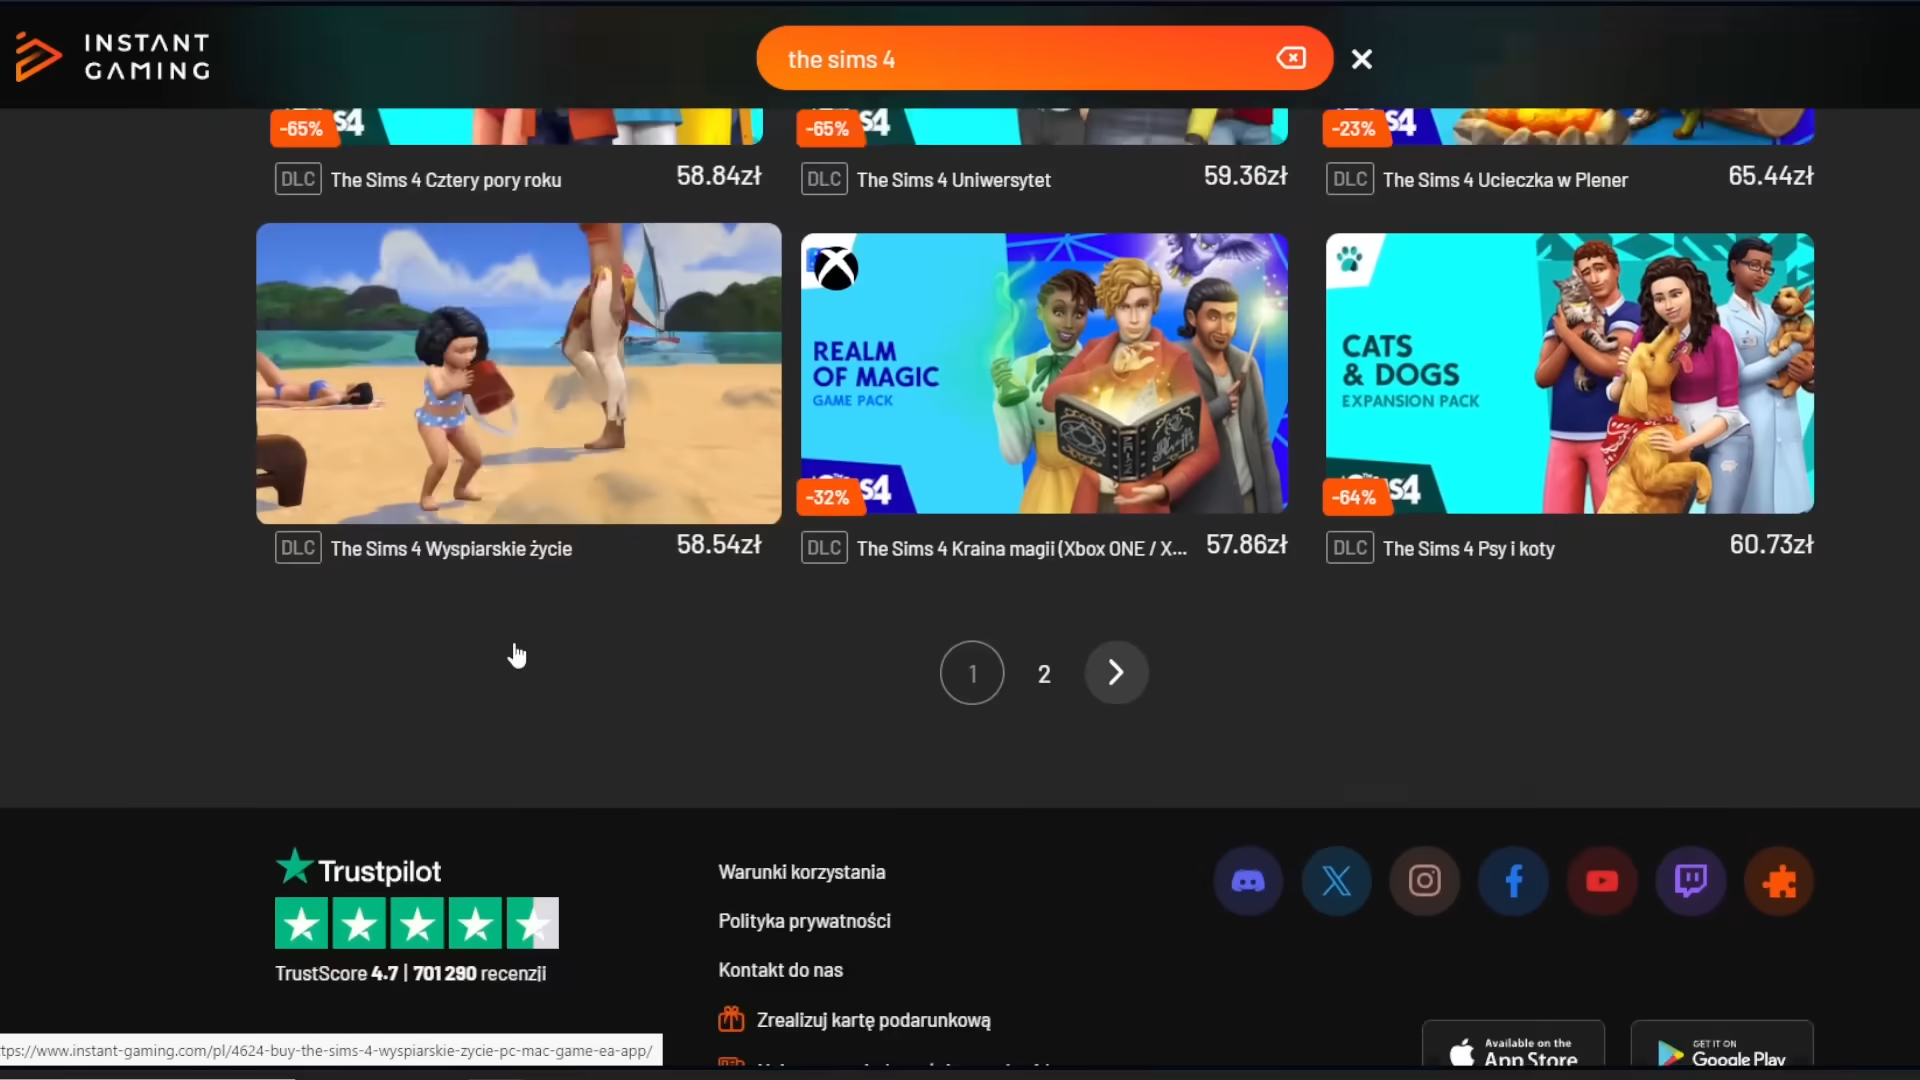 INSTANT
GAMING
the sims 4
-65%
s4
-65%
s4
-23%
s4
DLC The Sims 4 Cztery pory roku 58.84zł
DLC The Sims 4 Uniwersytet 59.36zł
DLC The Sims 4 Ucieczka w Plener 65.44zł
REALM
OF MAGIC
GAME PACK
-32%
s4
CATS
& DOGS
EXPANSION PACK
-64%
s4
DLC The Sims 4 Wyspiarskie życie 58.54zł
DLC The Sims 4 Kraina magii (Xbox ONE / X... 57.86zł
DLC The Sims 4 Psy i koty 60.73zł
1 2
Trustpilot
TrustScore 4.7 | 701 290 recenzji
Warunki korzystania
Polityka prywatności
Kontakt do nas
Zrealizuj kartę podarunkową
Available on the
App Store
GET IT ON
Google Play
tps://www.instant-gaming.com/pl/4624-buy-the-sims-4-wyspiarskie-zycie-pc-mac-game-ea-app/